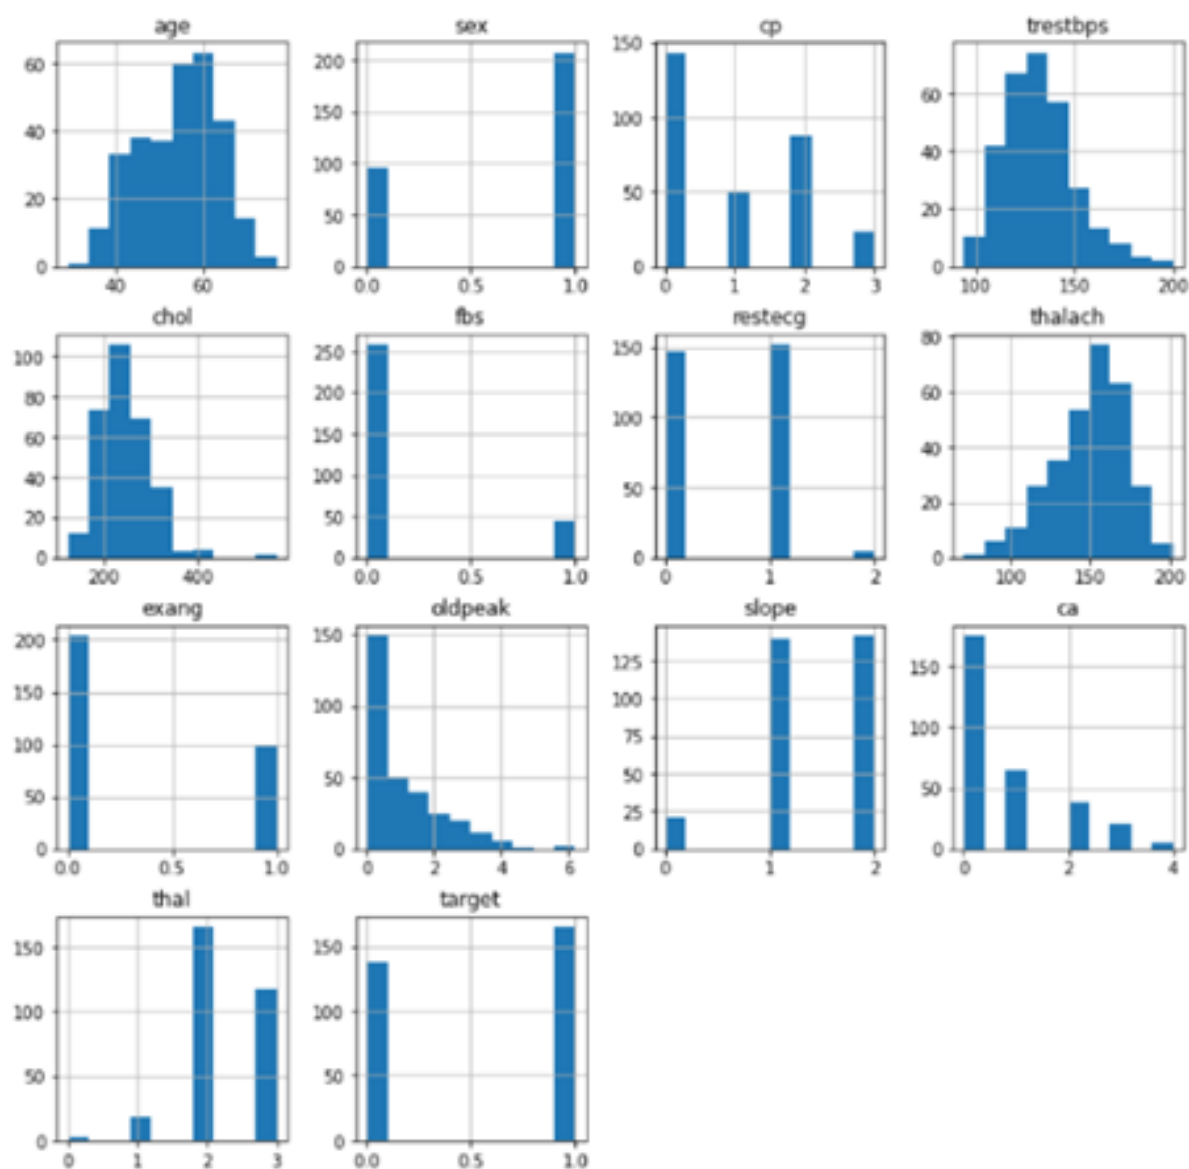 age
60
40
20
0
40 60
sex
200
150
100
50
0
0.0 0.5 1.0
cp
150
100
50
0
0 1 2 3
trestbps
60
40
20
0
100 150 200
chol
100
80
60
40
20
0
200 400
fbs
250
200
150
100
50
0
0.0 0.5 1.0
restecg
150
100
50
0
0 1 2
thalach
80
60
40
20
0
100 150 200
exang
200
150
100
50
0
0.0 0.5 1.0
oldpeak
150
100
50
0
0 2 4 6
slope
125
100
75
50
25
0
0 1 2
ca
150
100
50
0
0 2 4
thal
150
100
50
0
0 1 2 3
target
150
100
50
0
0.0 0.5 1.0